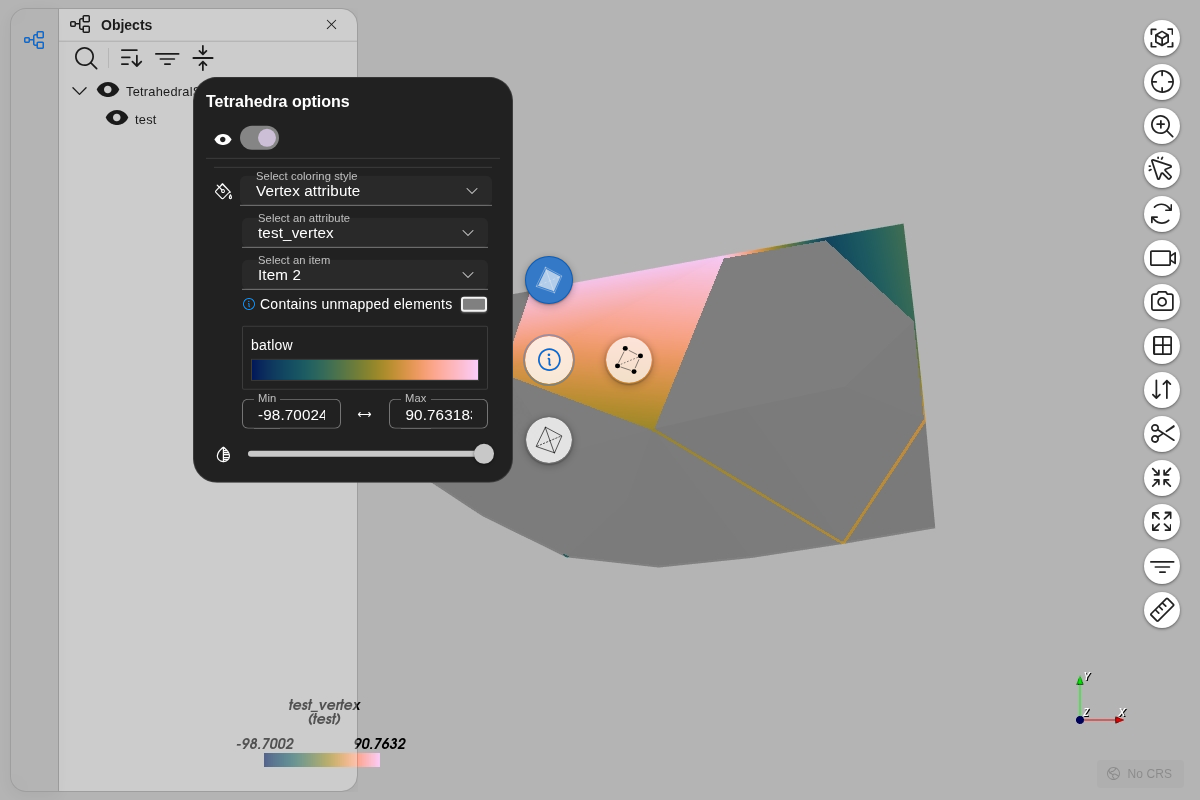 Objects
TetrahedralS
test
Tetrahedra options
Select coloring style
Vertex attribute
Select an attribute
test_vertex
Select an item
Item 2
Contains unmapped elements
batlow
Min
-98.70024
Max
90.76318
test_vertex
(test)
-98.7002
90.7632
Y
Z
X
No CRS